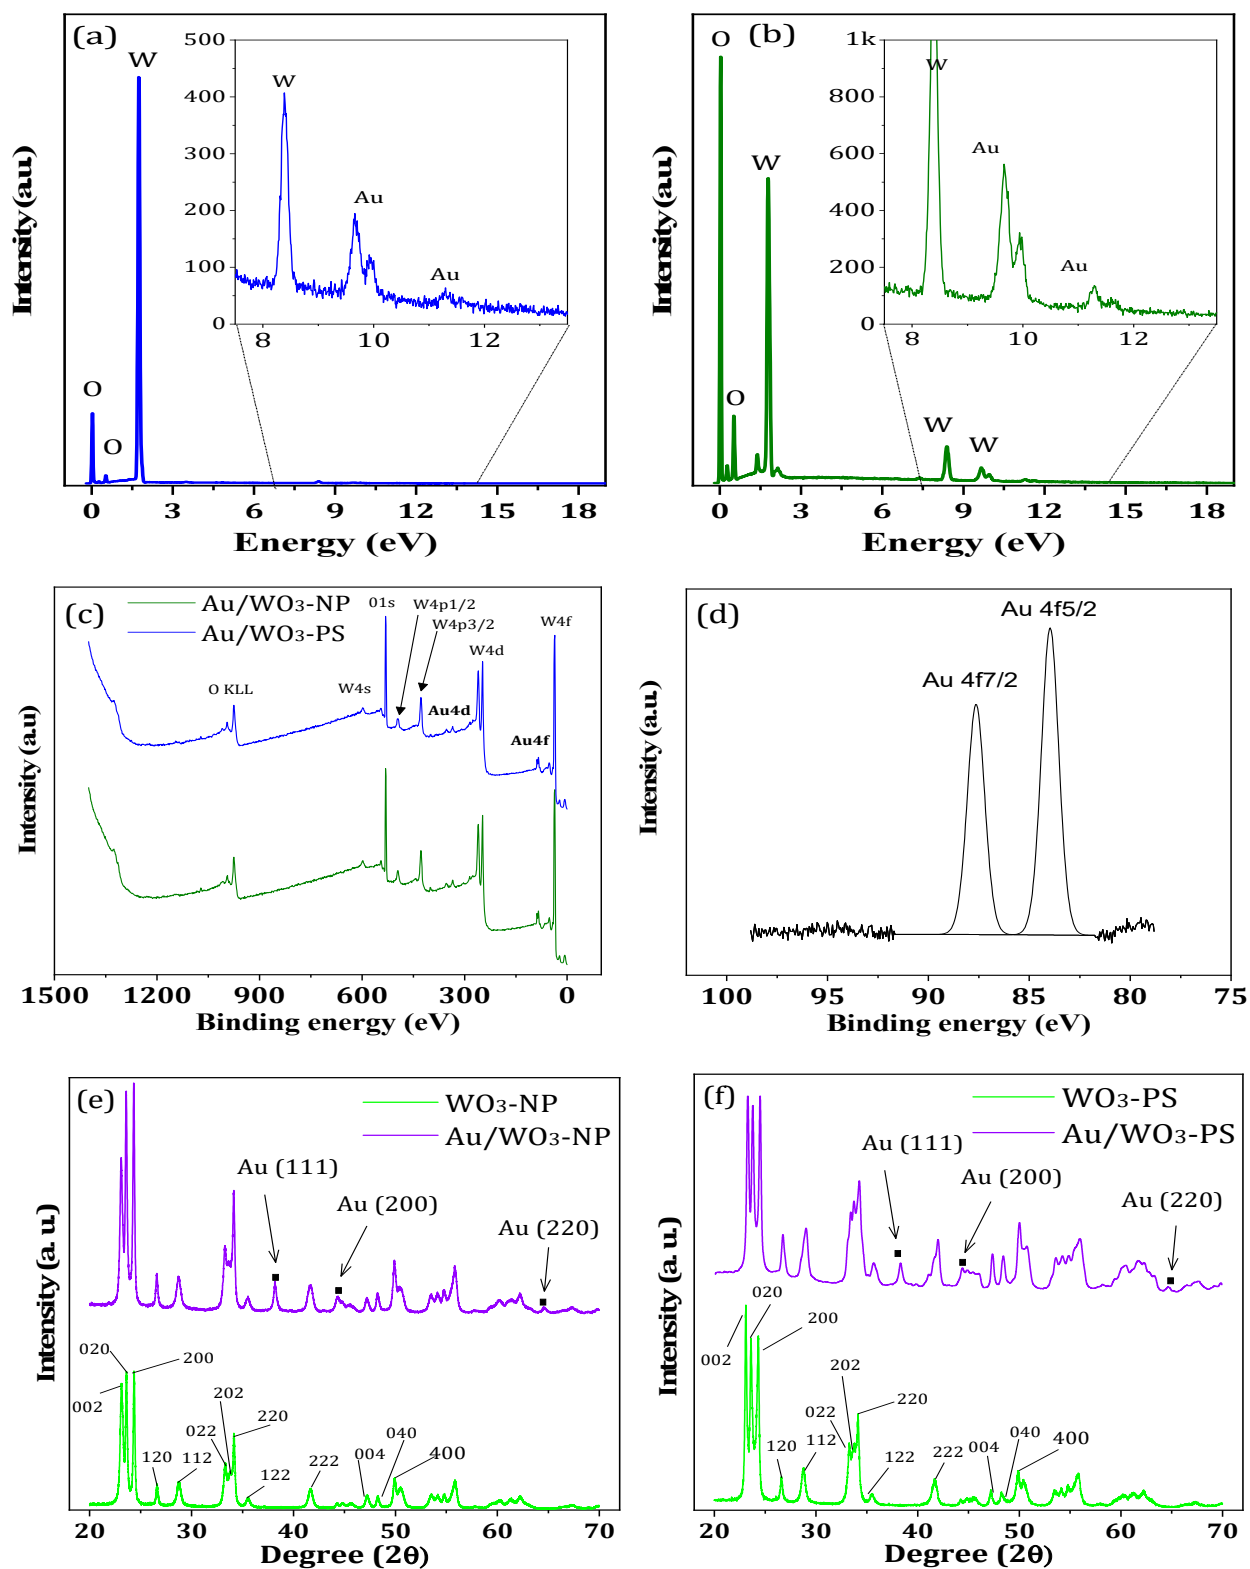 (a)
500
400
300
200
100
0
8
10
12
W
Au
Au
W
O
O
Intensity(a.u.)
0
3
6
9
12
15
18
Energy (eV)
(b)
1k
800
600
400
200
0
8
10
12
W
Au
Au
O
W
O
W
W
Intensity(a.u.)
0
3
6
9
12
15
18
Energy (eV)
(c)
Au/WO3-NP
Au/WO3-PS
O KLL
W4s
01s
W4p1/2
W4p3/2
Au4d
W4d
Au4f
W4f
Intensity(a.u)
1500
1200
900
600
300
0
Binding energy (eV)
(d)
Au 4f5/2
Au 4f7/2
Intensity(a.u.)
100
95
90
85
80
75
Binding energy (eV)
(e)
WO3-NP
Au/WO3-NP
Au (111)
Au (200)
Au (220)
020
200
002
120
112
022
202
220
122
222
004
040
400
Intensity(a. u.)
20
30
40
50
60
70
Degree (2θ)
(f)
WO3-PS
Au/WO3-PS
Au (111)
Au (200)
Au (220)
020
200
002
120
112
022
202
220
122
222
004
040
400
Intensity(a. u.)
20
30
40
50
60
70
Degree (2θ)